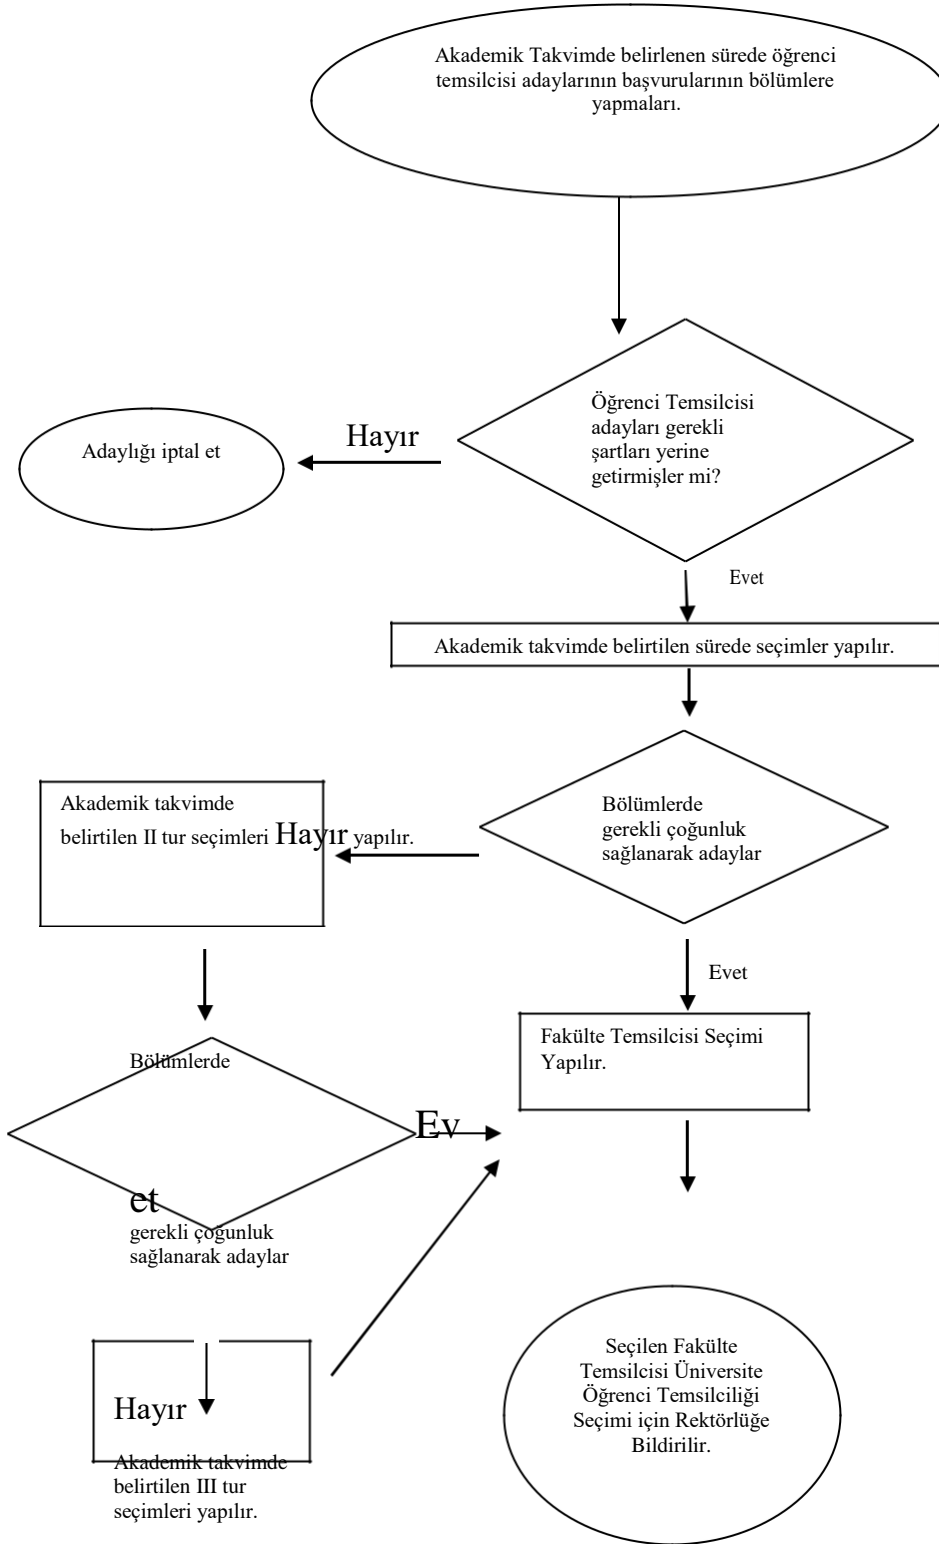 Akademik Takvimde belirlenen sürede öğrenci
temsilcisi adaylarının başvurularının bölümlere
yapmaları.
Öğrenci Temsilcisi
adayları gerekli
şartları yerine
getirmişler mi?
Hayır
Adaylığı iptal et
Evet
Akademik takvimde belirtilen sürede seçimler yapılır.
Bölümlerde
gerekli çoğunluk
sağlanarak adaylar
Akademik takvimde
belirtilen II tur seçimleri Hayır yapılır.
Evet
Fakülte Temsilcisi Seçimi
Yapılır.
Bölümlerde
Ev
et
gerekli çoğunluk
sağlanarak adaylar
Hayır
Akademik takvimde
belirtilen III tur
seçimleri yapılır.
Seçilen Fakülte
Temsilcisi Üniversite
Öğrenci Temsilciliği
Seçimi için Rektörlüğe
Bildirilir.